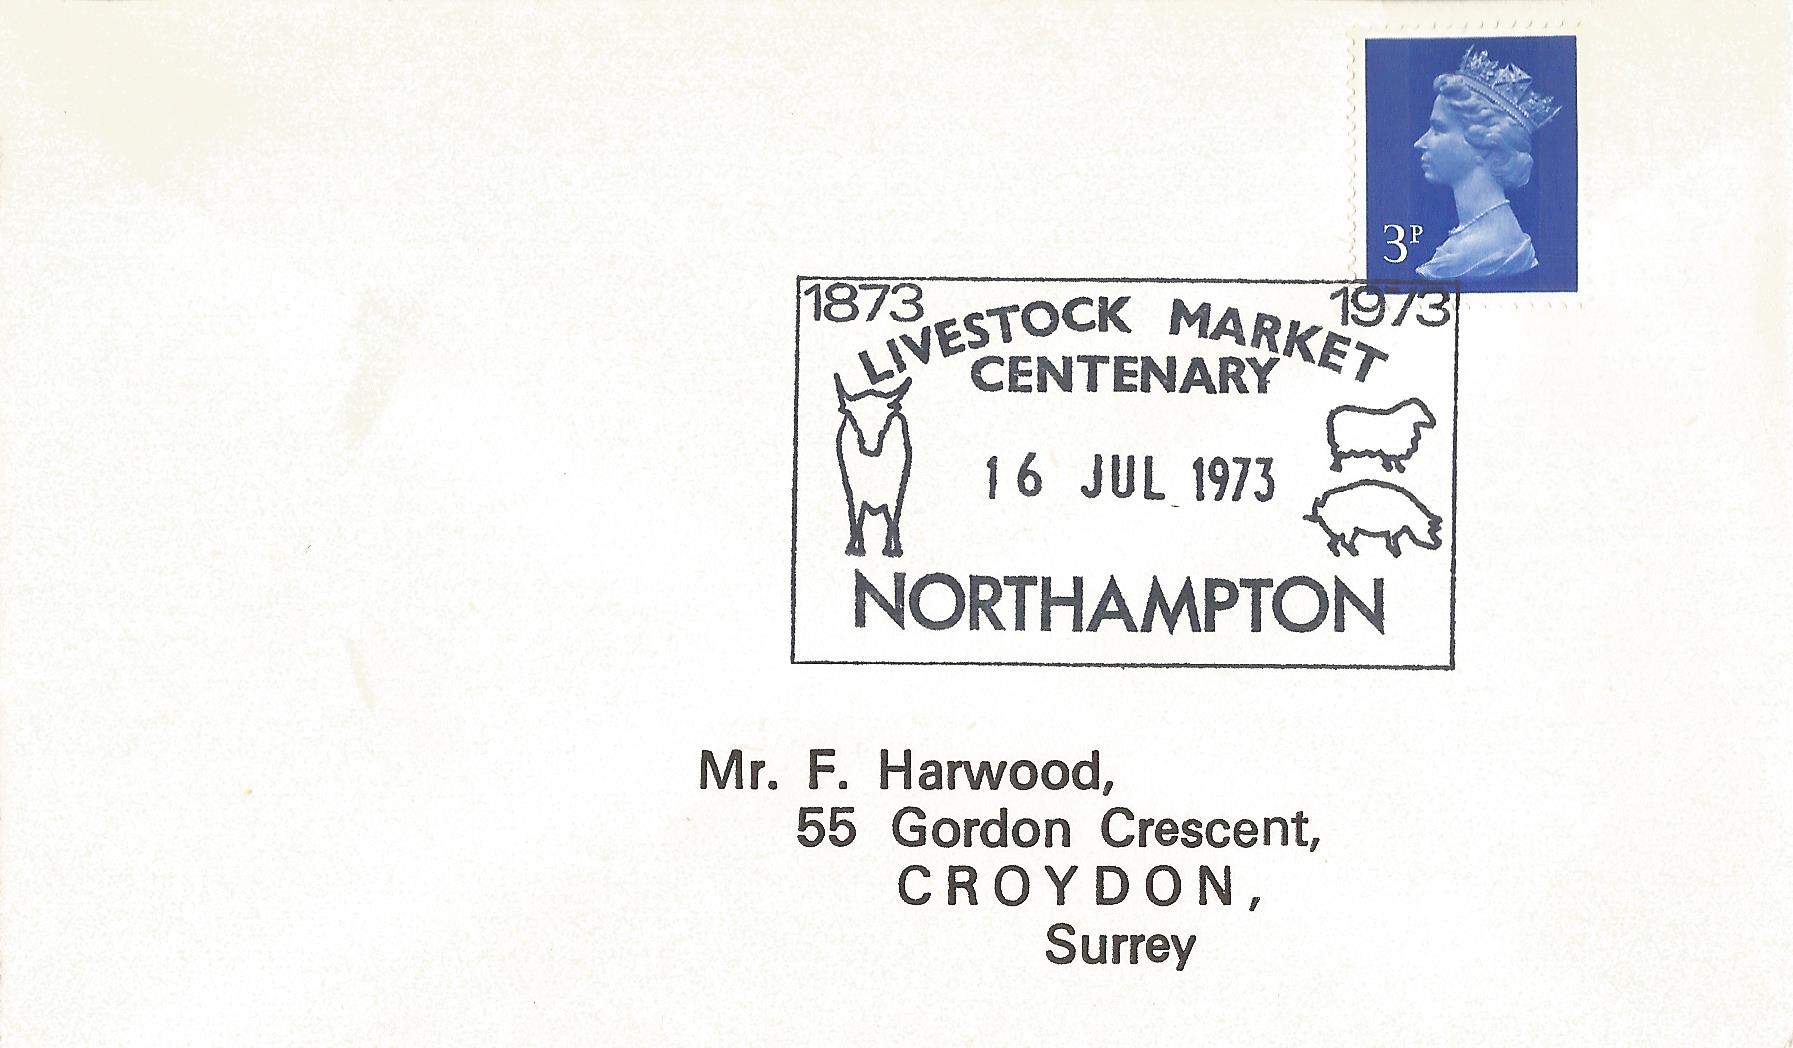 3P
1873 1973
LIVESTOCK MARKET
CENTENARY
16 JUL 1973
NORTHAMPTON
Mr. F. Harwood,
55 Gordon Crescent,
CROYDON,
Surrey